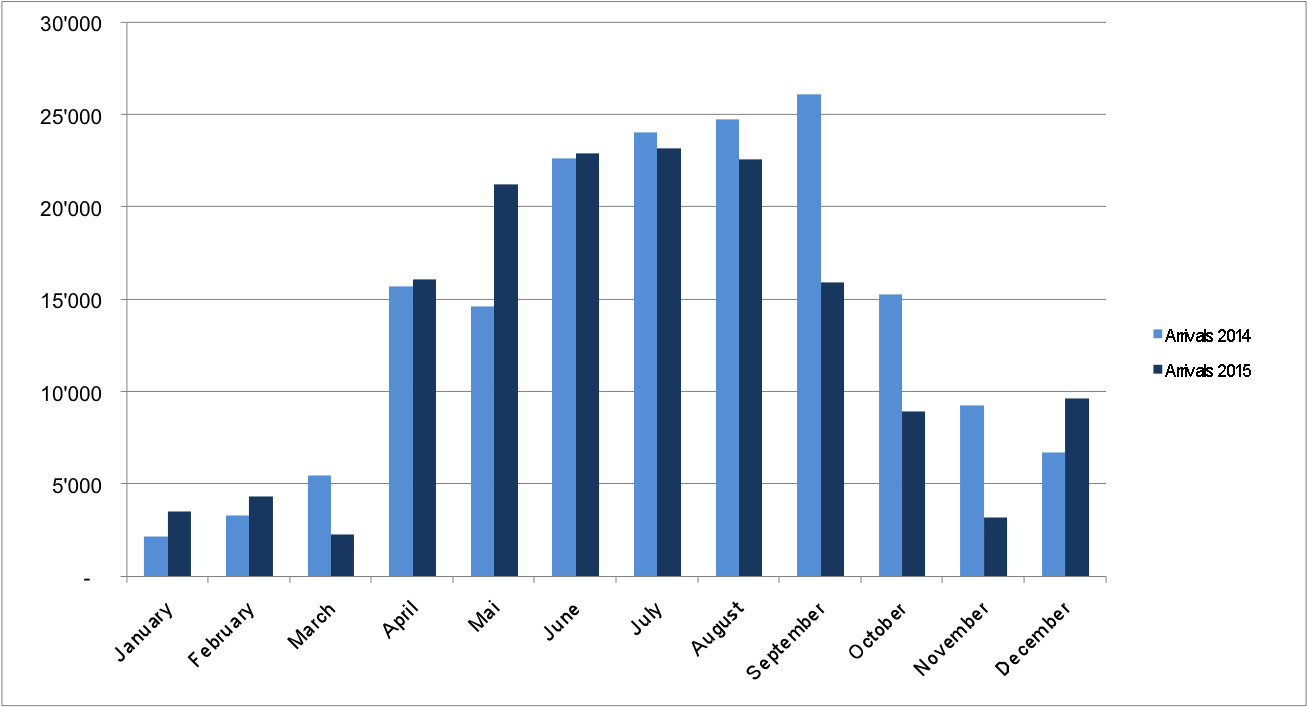 30'000
25'000
20'000
15'000
10'000
5'000
-
January
February
March
April
Mai
June
July
August
September
October
November
December
Arrivals 2014
Arrivals 2015